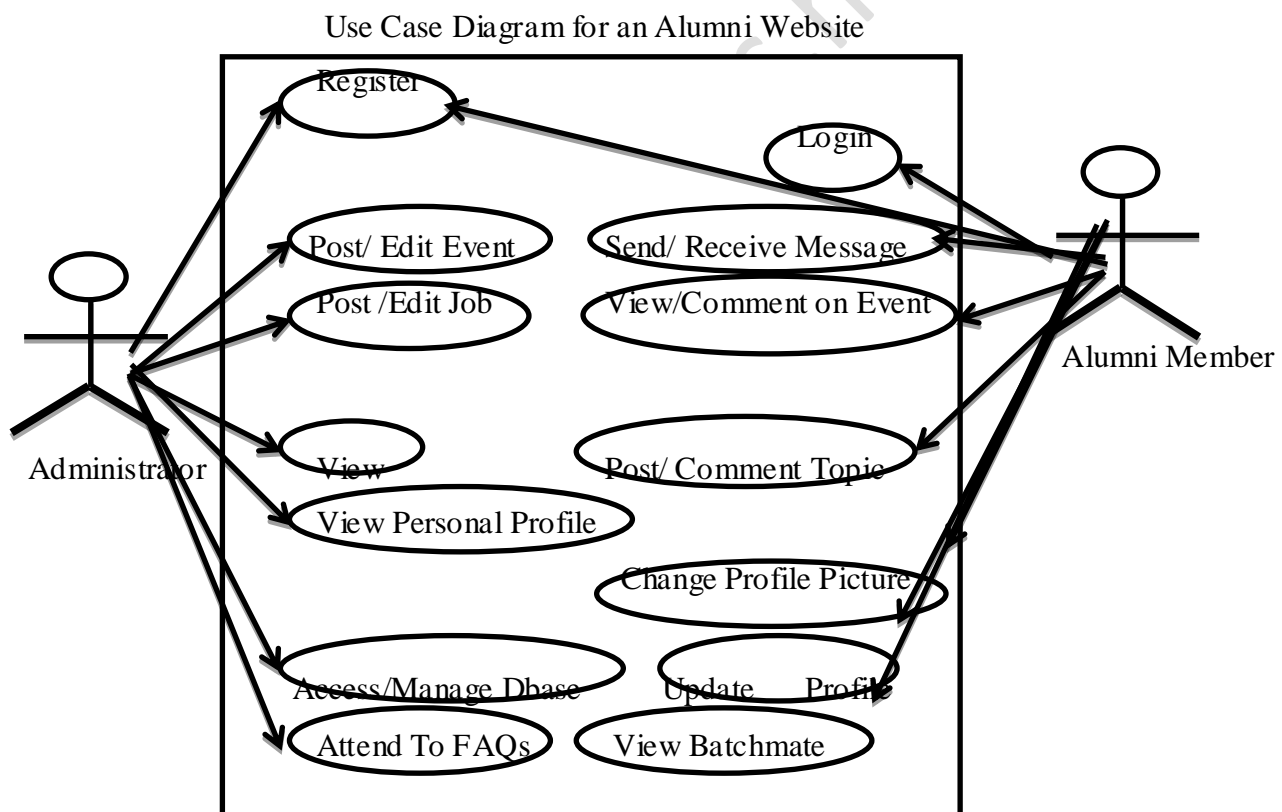 Use Case Diagram for an Alumni Website
Register
Login
Post/ Edit Event
Send/ Receive Message
Post /Edit Job
View/Comment on Event
Alumni Member
Administrator
View
Post/ Comment Topic
View Personal Profile
Change Profile Picture
Access/Manage Dbase
Update Profile
Attend To FAQs
View Batchmate